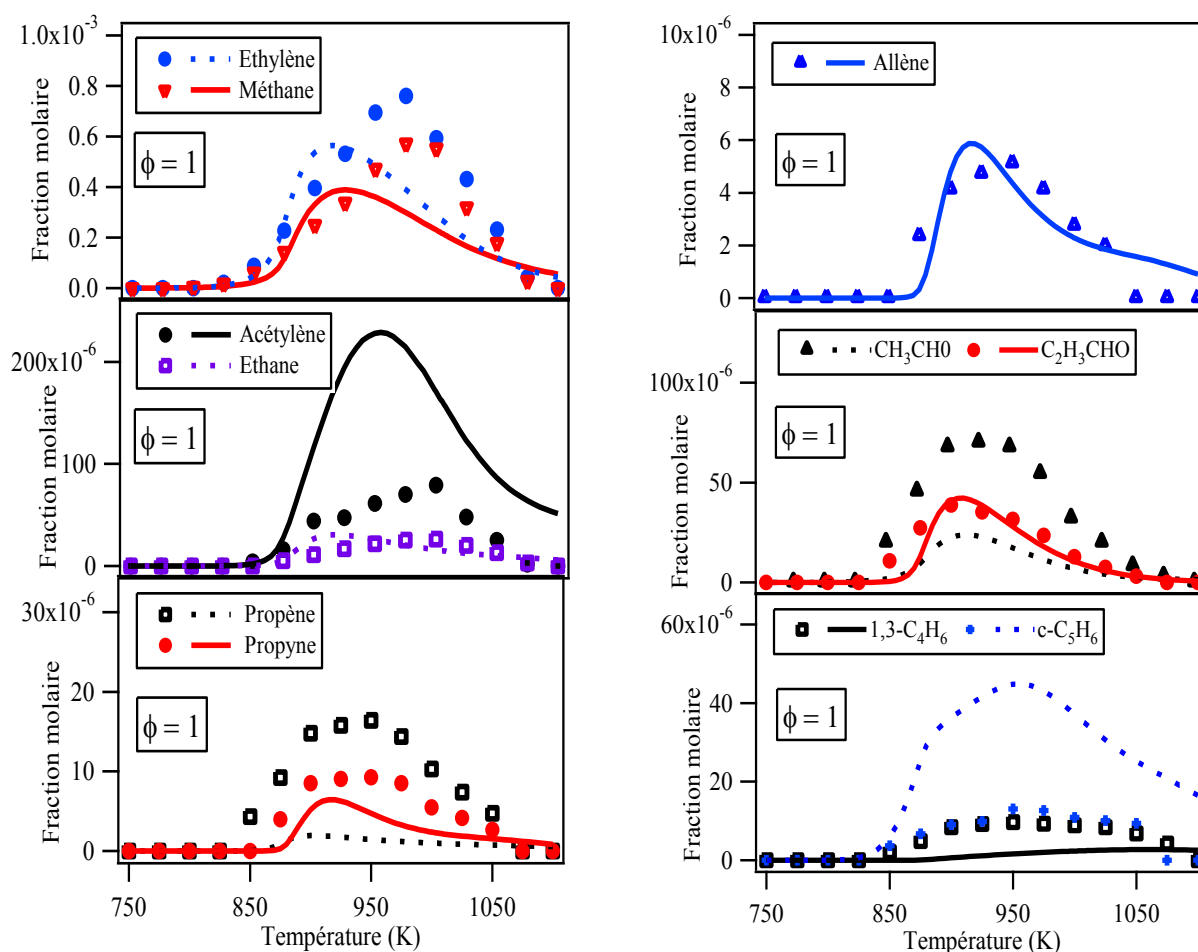 1.0x10-3
0.8
0.6
0.4
0.2
0.0
Fraction molaire
Ethylène
Méthane
ϕ = 1
200x10-6
100
0
Fraction molaire
Acétylène
Ethane
ϕ = 1
30x10-6
20
10
0
Fraction molaire
Propène
Propyne
ϕ = 1
750 850 950 1050
Température (K)
10x10-6
8
6
4
2
0
Fraction molaire
Allène
ϕ = 1
100x10-6
50
0
Fraction molaire
CH3CH0 C2H3CHO
ϕ = 1
60x10-6
40
20
0
Fraction molaire
1,3-C4H6 c-C5H6
ϕ = 1
750 850 950 1050
Température (K)